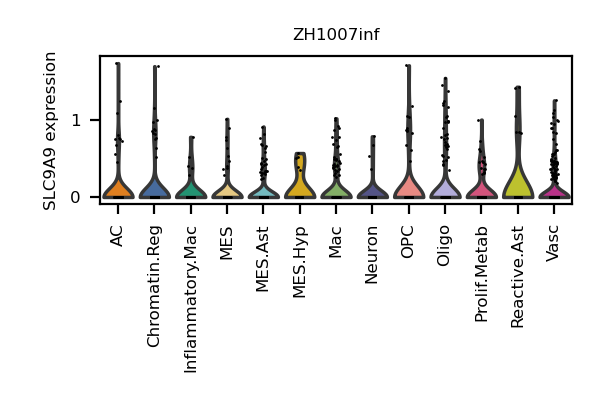 ZH1007inf
SLC9A9 expression
1
0
AC
Chromatin.Reg
Inflammatory.Mac
MES
MES.Ast
MES.Hyp
Mac
Neuron
OPC
Oligo
Prolif.Metab
Reactive.Ast
Vasc